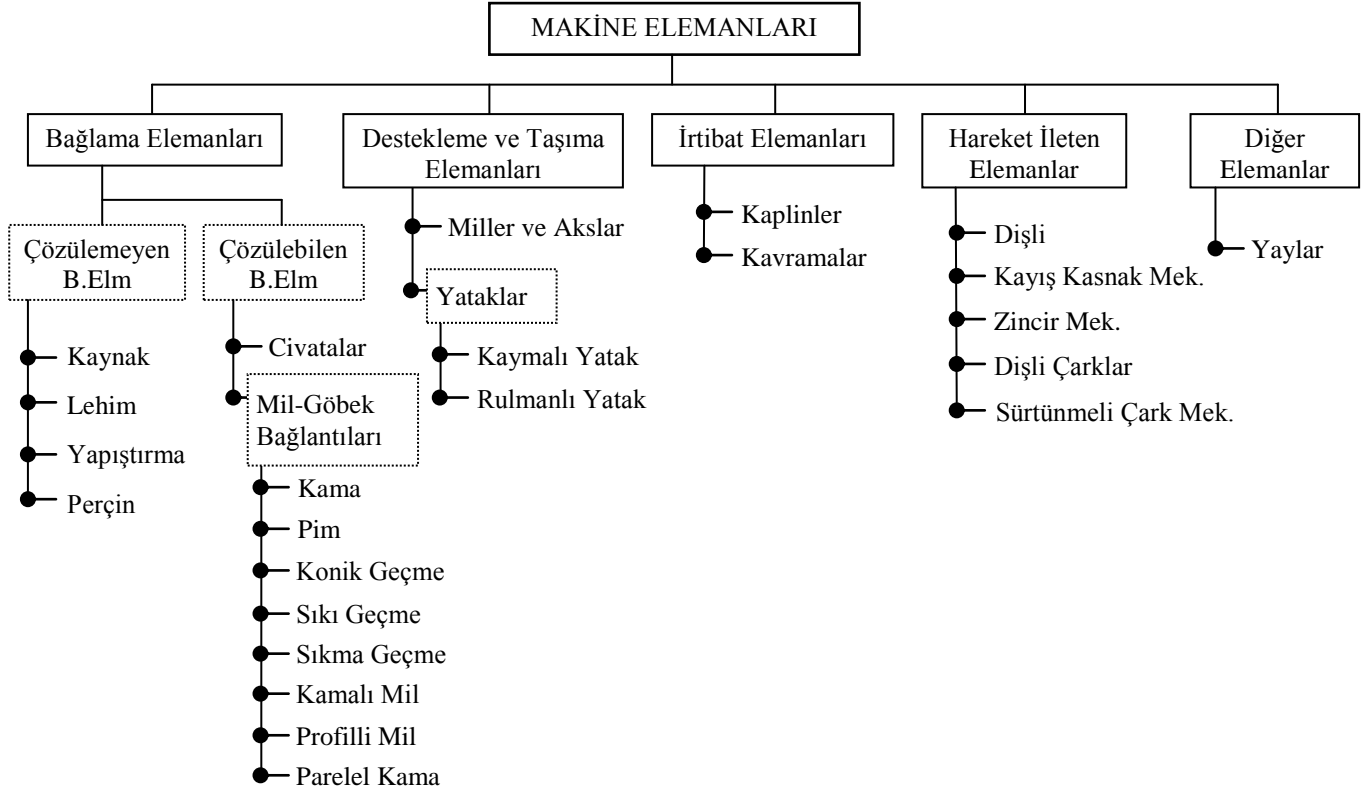 MAKİNE ELEMANLARI
Bağlama Elemanları
Çözülemeyen
B.Elm
Kaynak
Lehim
Yapıştırma
Perçin
Çözülebilen
B.Elm
Civatalar
Mil-Göbek
Bağlantıları
Kama
Pim
Konik Geçme
Sıkı Geçme
Sıkma Geçme
Kamalı Mil
Profilli Mil
Parelel Kama
Destekleme ve Taşıma
Elemanları
Miller ve Akslar
Yataklar
Kaymalı Yatak
Rulmanlı Yatak
İrtibat Elemanları
Kaplinler
Kavramalar
Hareket İleten
Elemanlar
Dişli
Kayış Kasnak Mek.
Zincir Mek.
Dişli Çarklar
Sürtünmeli Çark Mek.
Diğer
Elemanlar
Yaylar